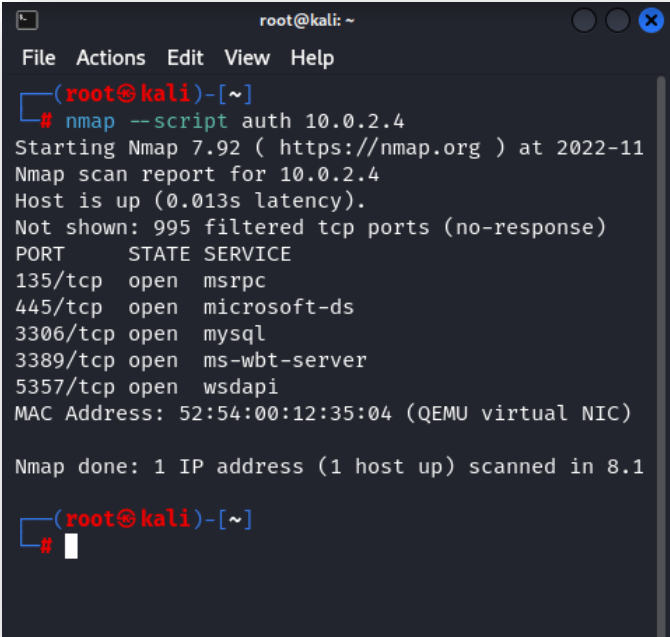 root@kali: ~
File Actions Edit View Help
┌──(root㉿kali)-[~]
└─# nmap --script auth 10.0.2.4
Starting Nmap 7.92 ( https://nmap.org ) at 2022-11
Nmap scan report for 10.0.2.4
Host is up (0.013s latency).
Not shown: 995 filtered tcp ports (no-response)
PORT     STATE SERVICE
135/tcp  open  msrpc
445/tcp  open  microsoft-ds
3306/tcp open  mysql
3389/tcp open  ms-wbt-server
5357/tcp open  wsdapi
MAC Address: 52:54:00:12:35:04 (QEMU virtual NIC)
Nmap done: 1 IP address (1 host up) scanned in 8.1
┌──(root㉿kali)-[~]
└─#